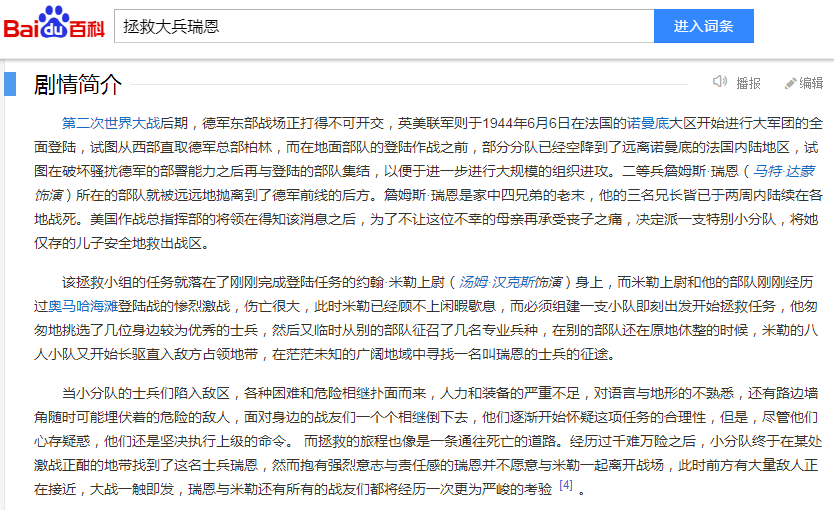 Bai du 百科 拯救大兵瑞恩 进入词条
剧情简介 播报 编辑
第二次世界大战后期，德军东部战场正打得不可开交，英美联军则于1944年6月6日在法国的诺曼底大区开始进行大军团的全
面登陆，试图从西部直取德军总部柏林，而在地面部队的登陆作战之前，部分分队已经空降到了远离诺曼底的法国内陆地区，试
图在破坏骚扰德军的部署能力之后再与登陆的部队集结，以便于进一步进行大规模的组织进攻。二等兵詹姆斯·瑞恩（马特·达蒙
饰演）所在的部队就被远远地抛离到了德军前线的后方。詹姆斯·瑞恩是家中四兄弟的老末，他的三名兄长皆已于两周内陆续在各
地战死。美国作战总指挥部的将领在得知该消息之后，为了不让这位不幸的母亲再承受丧子之痛，决定派一支特别小分队，将她
仅存的儿子安全地救出战区。
该拯救小组的任务就落在了刚刚完成登陆任务的约翰·米勒上尉（汤姆·汉克斯饰演）身上，而米勒上尉和他的部队刚刚经历
过奥马哈海滩登陆战的惨烈激战，伤亡很大，此时米勒已经顾不上闲暇歇息，而必须组建一支小队即刻出发开始拯救任务，他匆
匆地挑选了几位身边较为优秀的士兵，然后又临时从别的部队征召了几名专业兵种，在别的部队还在原地休整的时候，米勒的八
人小队又开始长驱直入敌方占领地带，在茫茫未知的广阔地域中寻找一名叫瑞恩的士兵的征途。
当小分队的士兵们陷入敌区，各种困难和危险相继扑面而来，人力和装备的严重不足，对语言与地形的不熟悉，还有路边墙
角随时可能埋伏着的危险的敌人，面对身边的战友们一个个相继倒下去，他们逐渐开始怀疑这项任务的合理性，但是，尽管他们
心存疑惑，他们还是坚决执行上级的命令。 而拯救的旅程也像是一条通往死亡的道路。经历过千难万险之后，小分队终于在某处
激战正酣的地带找到了这名士兵瑞恩，然而抱有强烈意志与责任感的瑞恩并不愿意与米勒一起离开战场，此时前方有大量敌人正
在接近，大战一触即发，瑞恩与米勒还有所有的战友们都将经历一次更为严峻的考验 [4] 。